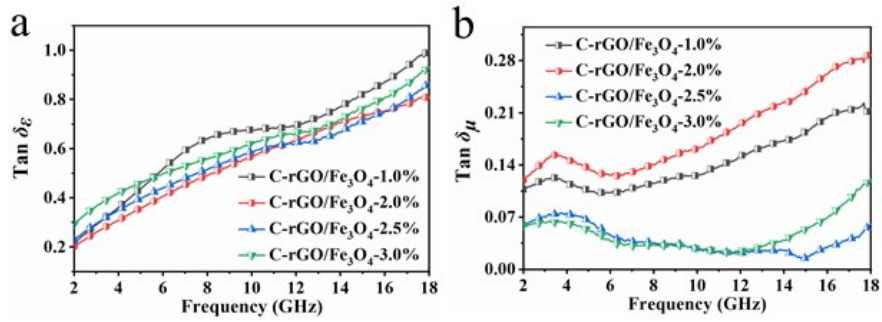 a
Tan δε
1.0
0.8
0.6
0.4
0.2
C-rGO/Fe₃O₄-1.0%
C-rGO/Fe₃O₄-2.0%
C-rGO/Fe₃O₄-2.5%
C-rGO/Fe₃O₄-3.0%
2 4 6 8 10 12 14 16 18
Frequency (GHz)
b
Tan δμ
0.28
0.21
0.14
0.07
0.00
C-rGO/Fe₃O₄-1.0%
C-rGO/Fe₃O₄-2.0%
C-rGO/Fe₃O₄-2.5%
C-rGO/Fe₃O₄-3.0%
2 4 6 8 10 12 14 16 18
Frequency (GHz)